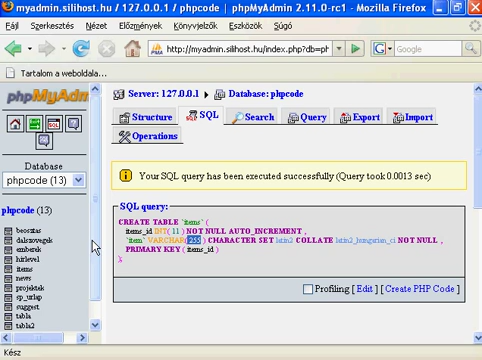 myadmin.silihost.hu / 127.0.0.1 / phpcode | phpMyAdmin 2.11.0-rc1 - Mozilla Firefox
Fájl Szerkesztés Nézet Előzmények Könyvjelzők Eszközök Súgó
http://myadmin.silihost.hu/index.php?db=ph
Google
Tartalom a weboldala...
phpMyAdm
Database
phpcode (13)
phpcode (13)
beosztas
dalszovegek
emberek
hirlevel
items
news
projektek
sp_urlap
suggest
tabla
tabla2
Server: 127.0.0.1 Database: phpcode
Structure SQL Search Query Export Import
Operations
Your SQL query has been executed successfully (Query took 0.0013 sec)
SQL query:
CREATE TABLE `items` (
items_id INT( 11 ) NOT NULL AUTO_INCREMENT ,
`item` VARCHAR( 255 ) CHARACTER SET latin2 COLLATE latin2_hungarian_ci NOT NULL ,
PRIMARY KEY ( items_id )
);
Profiling [ Edit ] [ Create PHP Code ]
Kész